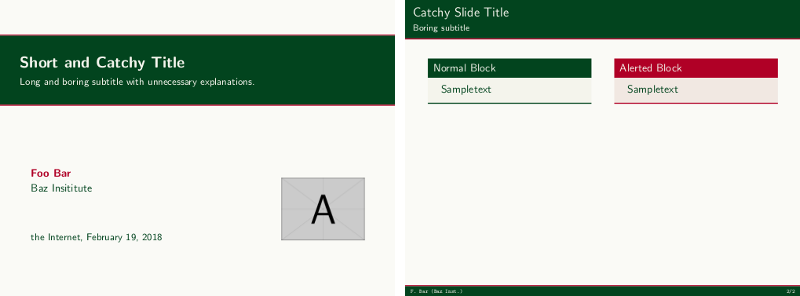 Short and Catchy Title
Long and boring subtitle with unnecessary explanations.
Foo Bar
Baz Insititute
the Internet, February 19, 2018
A
Catchy Slide Title
Boring subtitle
Normal Block
Sampletext
Alerted Block
Sampletext
F. Bar (Baz Inst.)
2/2